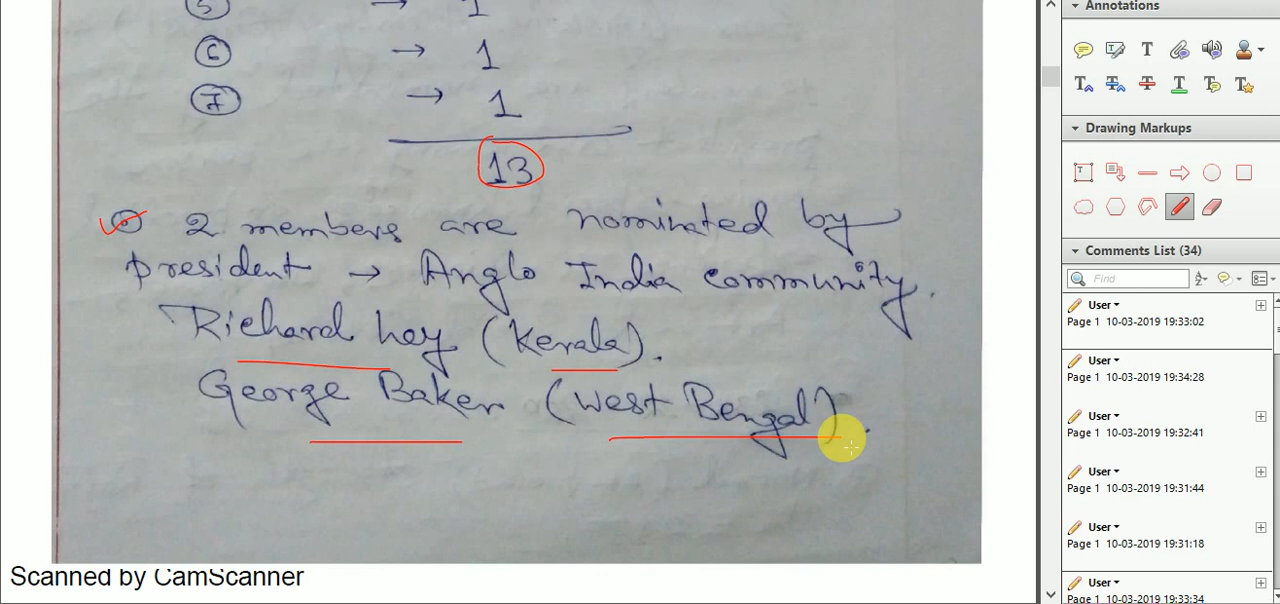 5 → 1
6 → 1
7 → 1
13
2 members are nominated by
president → Anglo India community.
Richard hay (Kerala).
George Baker (West Bengal).
Scanned by CamScanner
Annotations
T
T T T T T T
Drawing Markups
T
Comments List (34)
Find
User
Page 1 10-03-2019 19:33:02
User
Page 1 10-03-2019 19:34:28
User
Page 1 10-03-2019 19:32:41
User
Page 1 10-03-2019 19:31:44
User
Page 1 10-03-2019 19:31:18
User
Page 1 10-03-2019 19:33:34